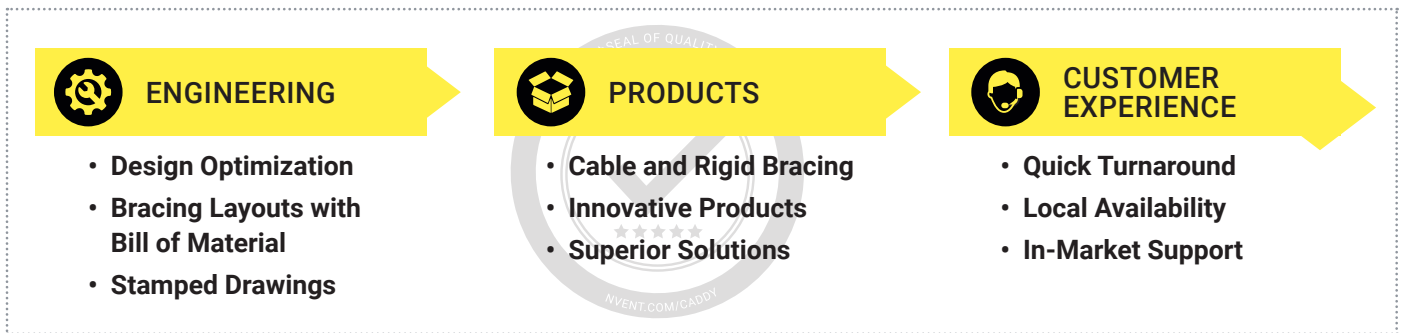 ENGINEERING
• Design Optimization
• Bracing Layouts with
Bill of Material
• Stamped Drawings
PRODUCTS
• Cable and Rigid Bracing
• Innovative Products
• Superior Solutions
CUSTOMER
EXPERIENCE
• Quick Turnaround
• Local Availability
• In-Market Support
SEAL OF
NVENT.COM/CADDY